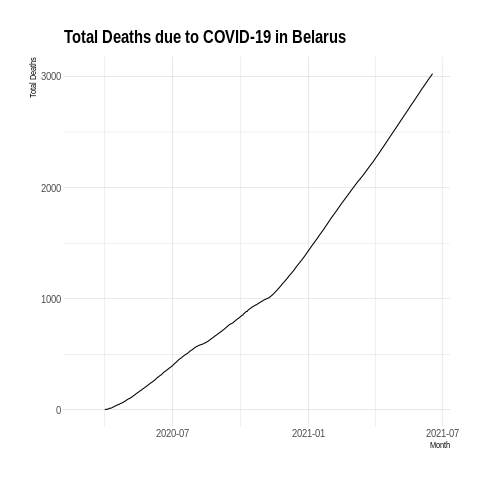 Total Deaths due to COVID-19 in Belarus
Total Deaths
3000
2000
1000
0
2020-07
2021-01
2021-07
Month